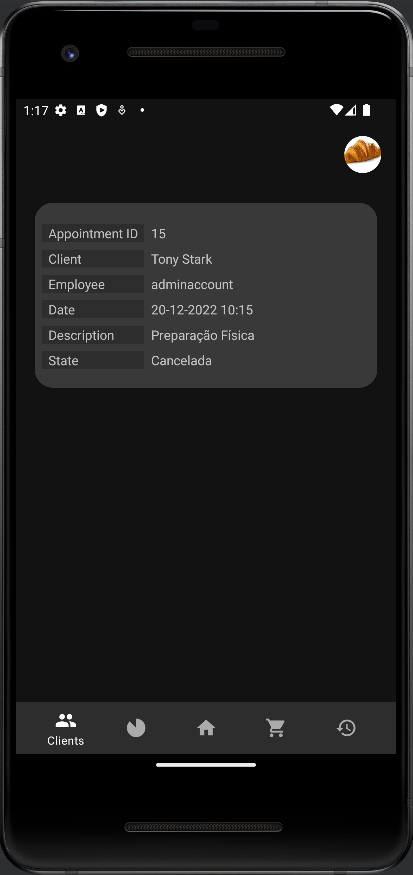 1:17
Appointment ID 15
Client Tony Stark
Employee adminaccount
Date 20-12-2022 10:15
Description Preparação Física
State Cancelada
Clients